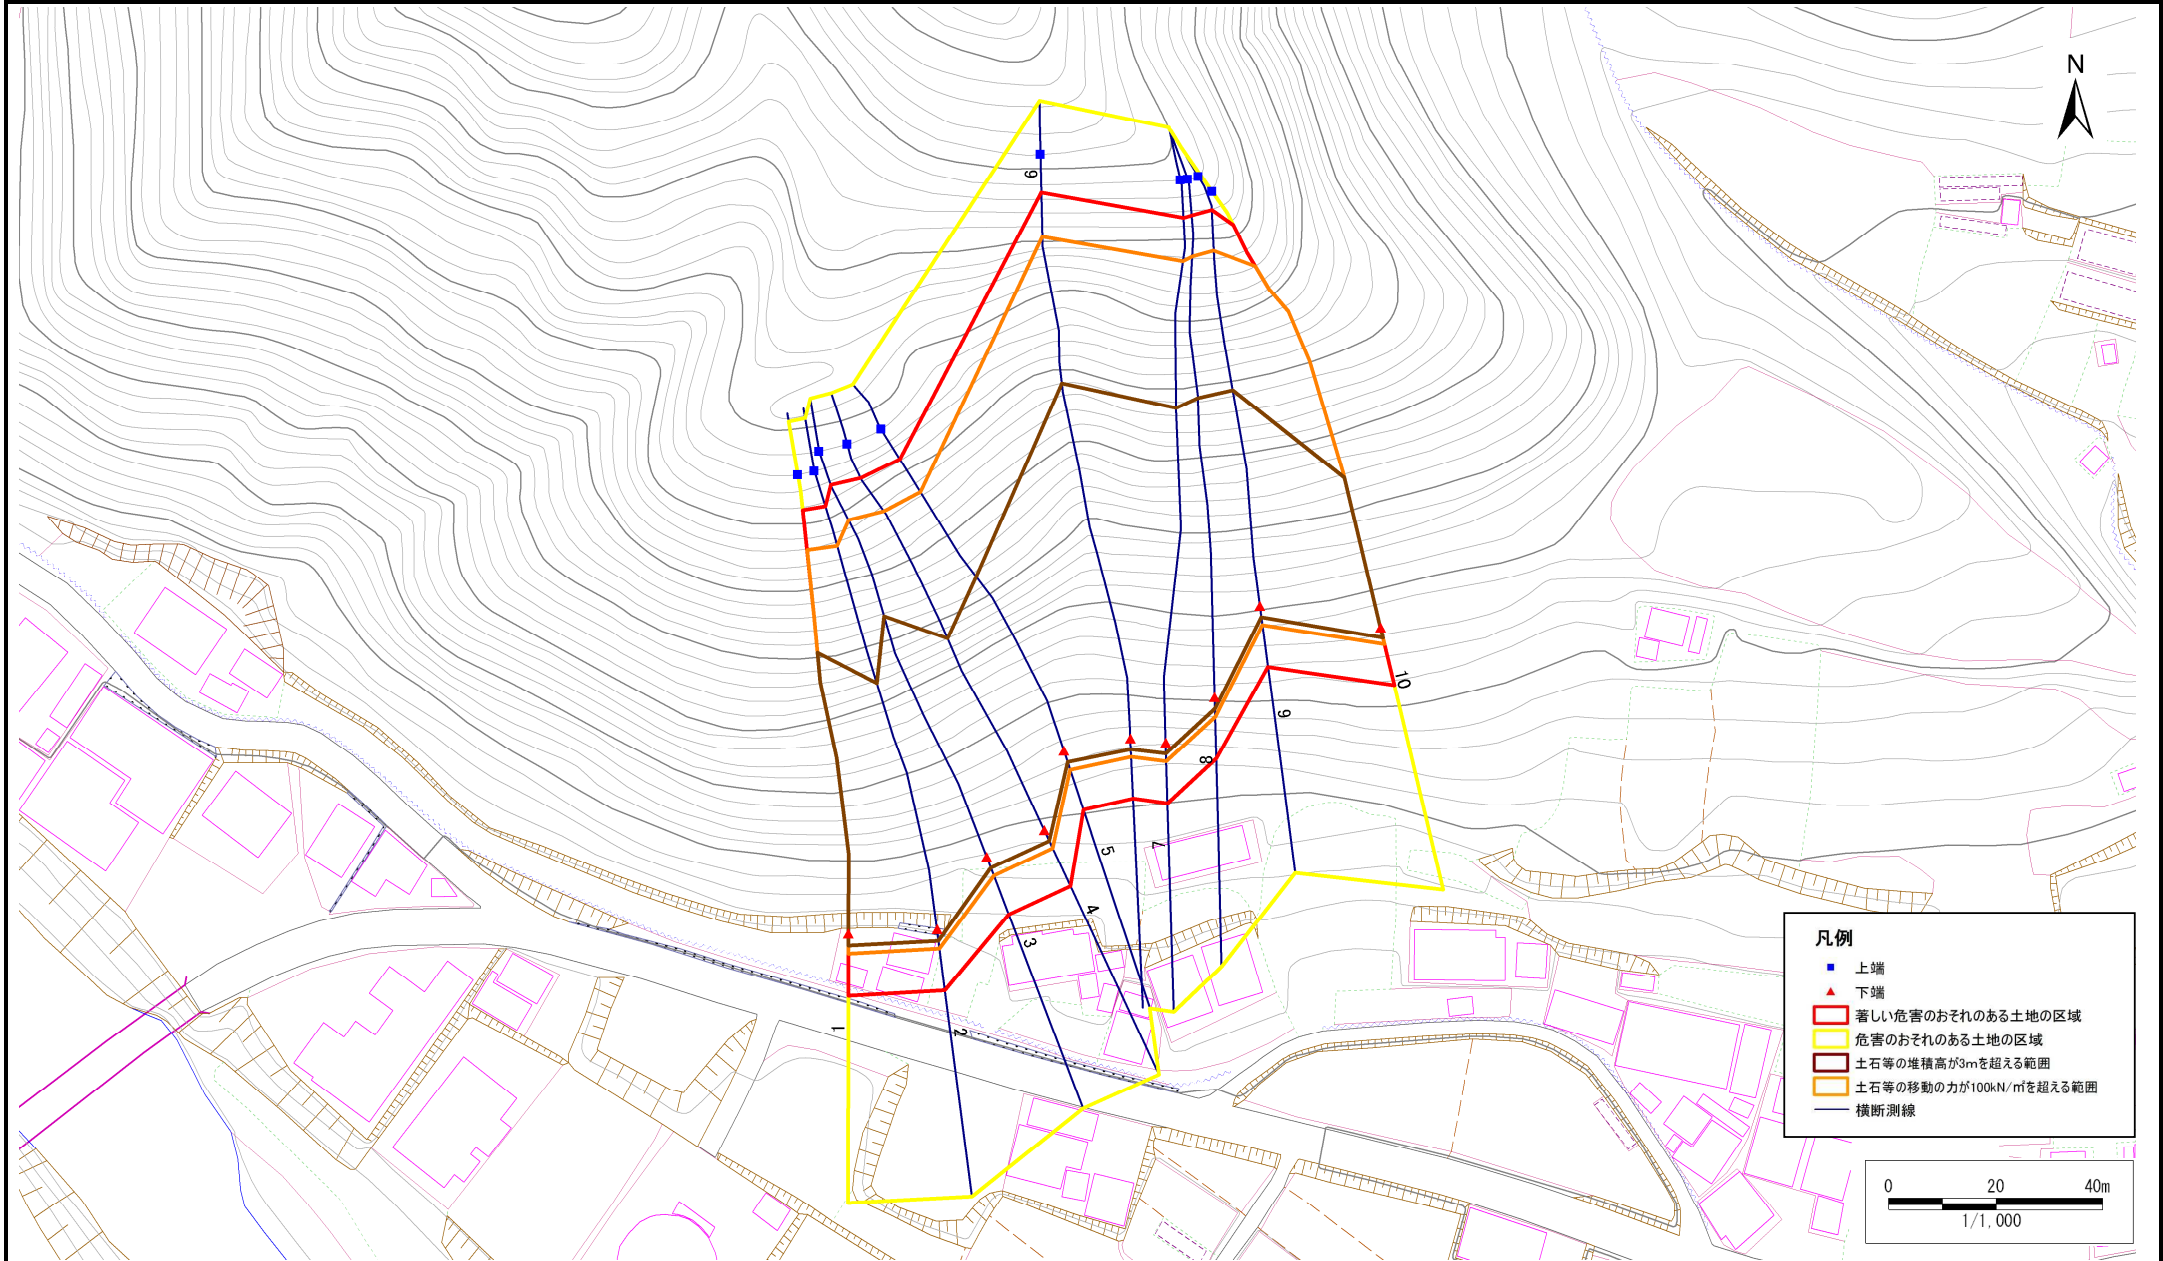 N
6
10
9
8
7
5
4
3
2
1
凡例
上端
下端
著しい危害のおそれのある土地の区域
危害のおそれのある土地の区域
土石等の堆積高が3mを超える範囲
土石等の移動の力が100kN/㎡を超える範囲
横断測線
0 20 40m
1/1,000